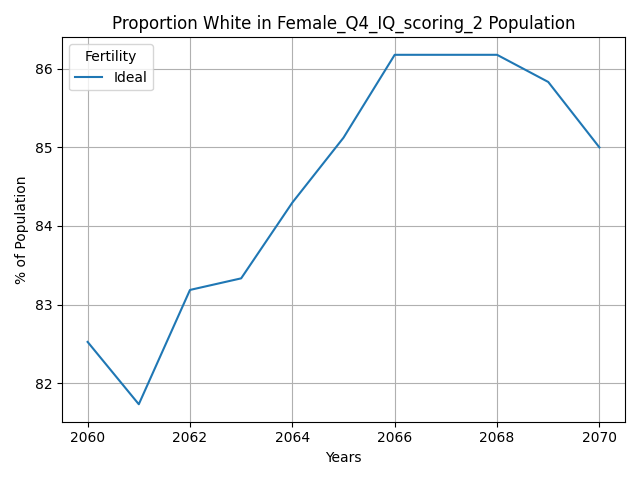 Proportion White in Female_Q4_IQ_scoring_2 Population
Fertility
Ideal
86
85
84
83
82
% of Population
2060
2062
2064
2066
2068
2070
Years